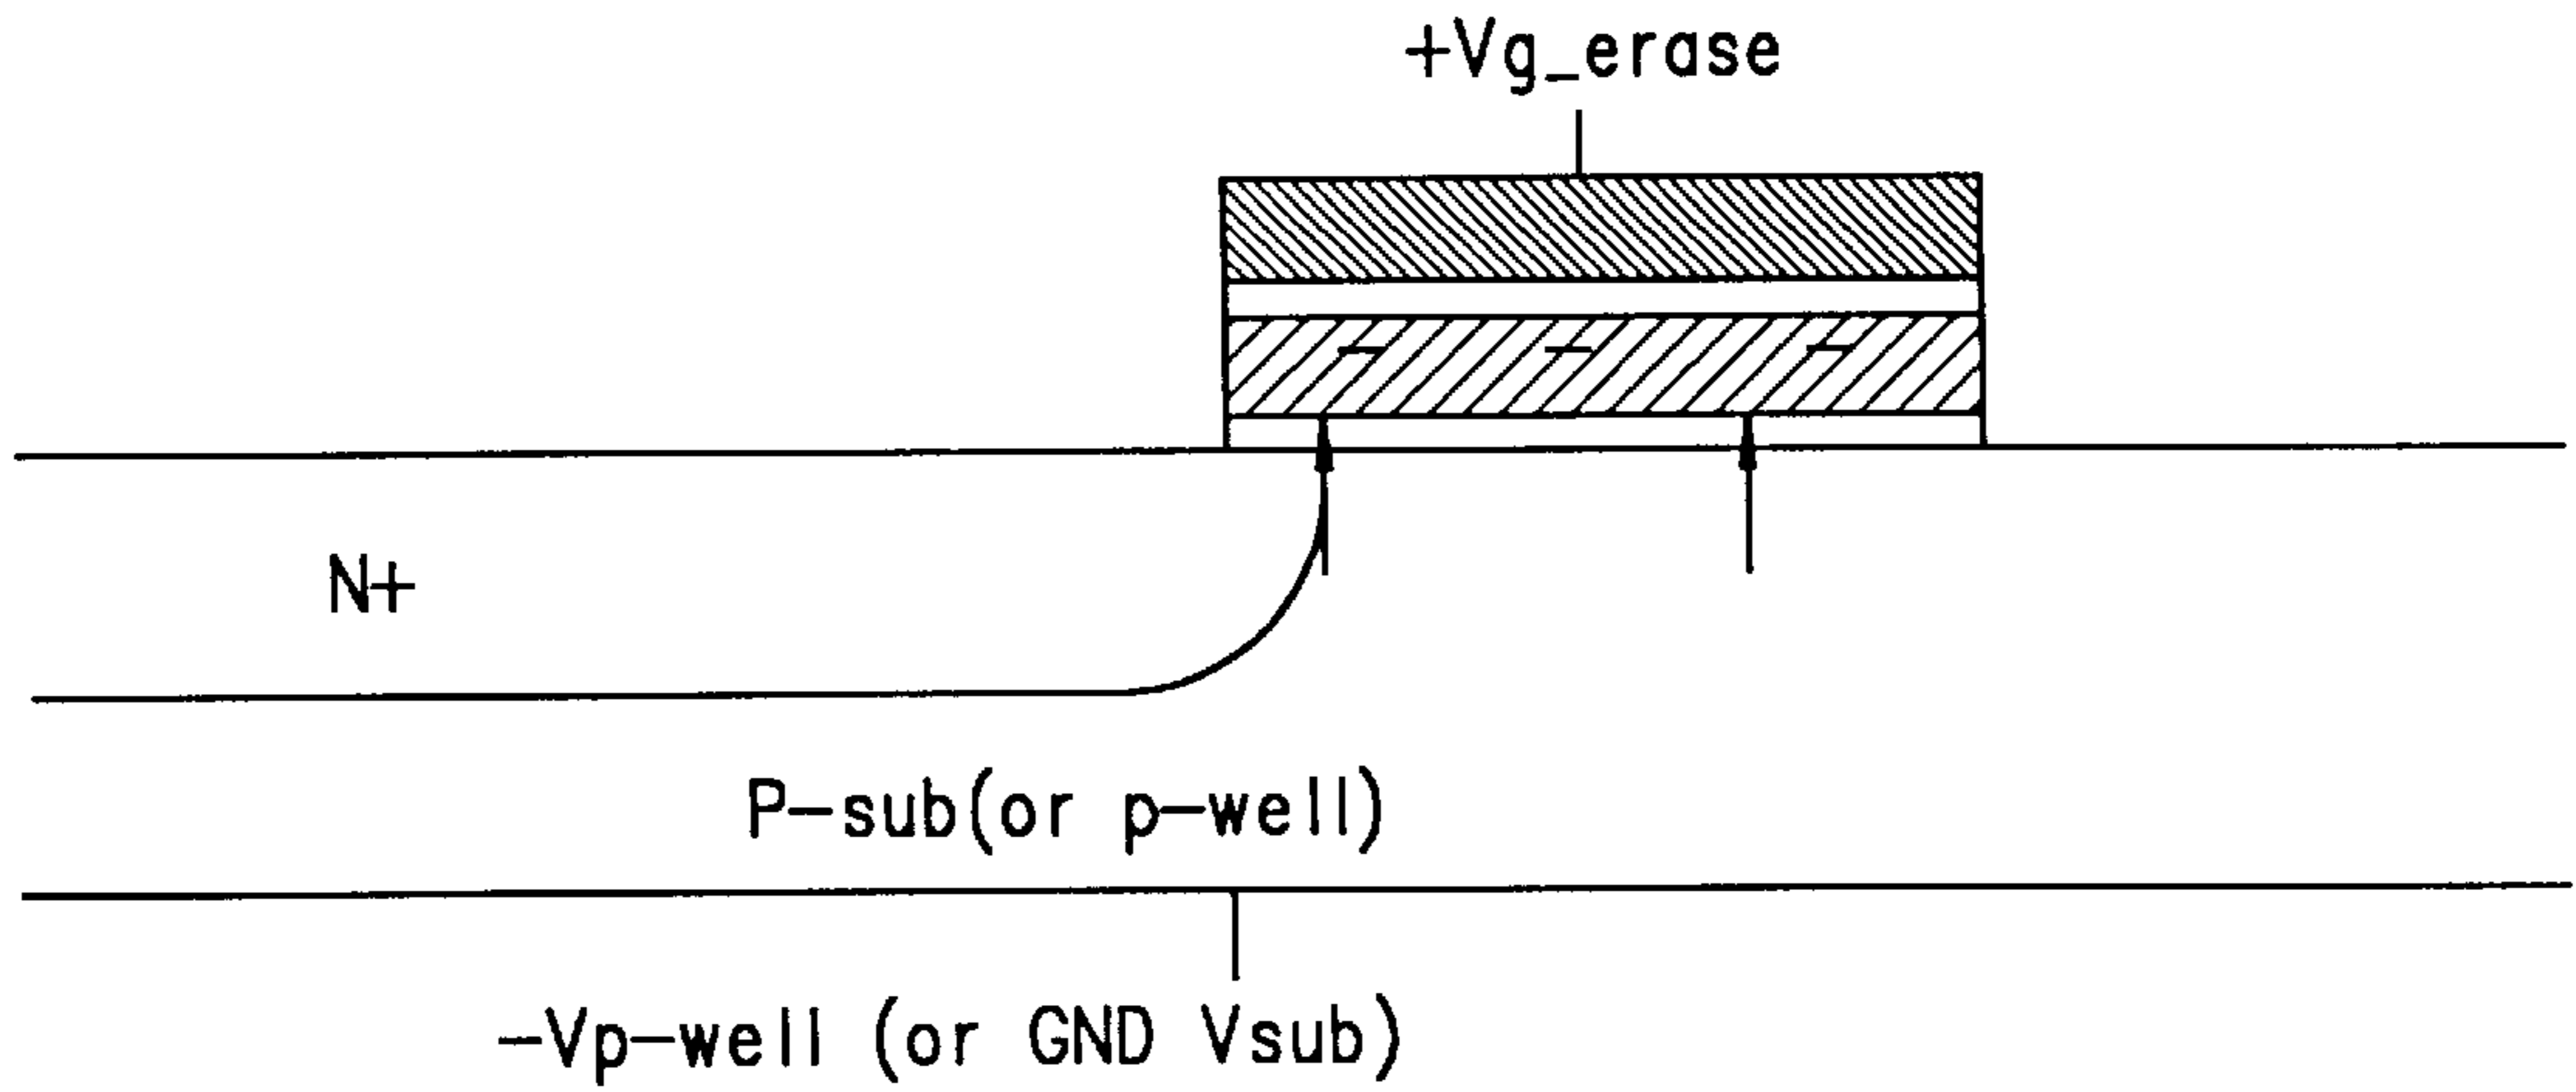 +Vg_erase
- - -
N+
P-sub(or p-well)
-Vp-well (or GND Vsub)